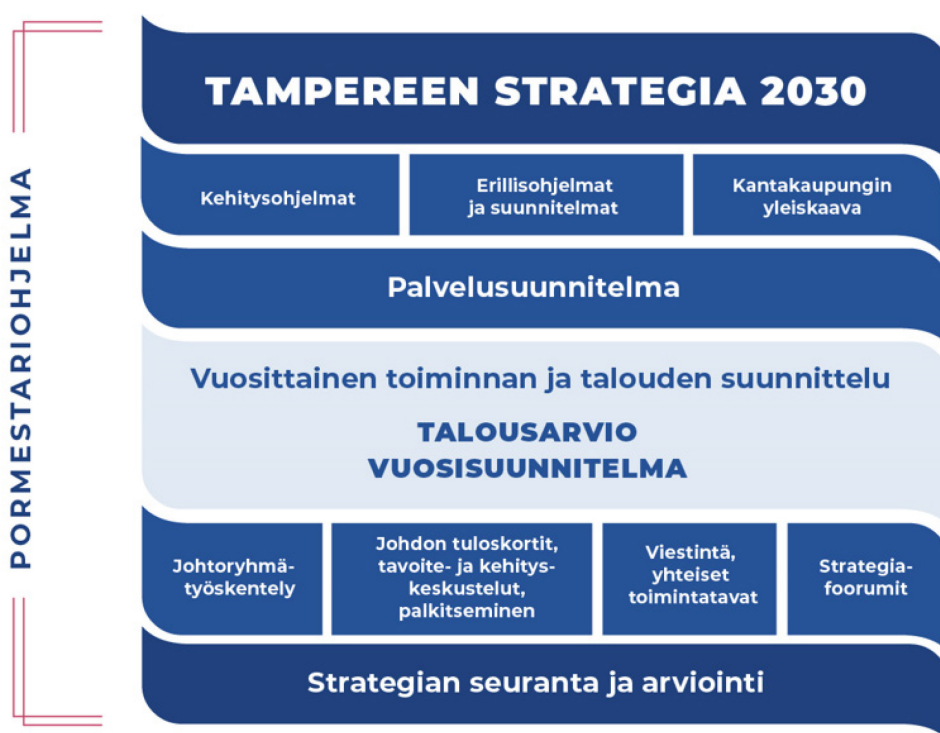 PORMESTARIOHJELMA
TAMPEREEN STRATEGIA 2030
Kehitysohjelmat
Erillisohjelmat
ja suunnitelmat
Kantakaupungin
yleiskaava
Palvelusuunnitelma
Vuosittainen toiminnan ja talouden suunnittelu
TALOUSARVIO
VUOSISUUNNITELMA
Johtoryhmä-
työskentely
Johdon tuloskortit,
tavoite- ja kehitys-
keskustelut,
palkitseminen
Viestintä,
yhteiset
toimintatavat
Strategia-
foorumit
Strategian seuranta ja arviointi